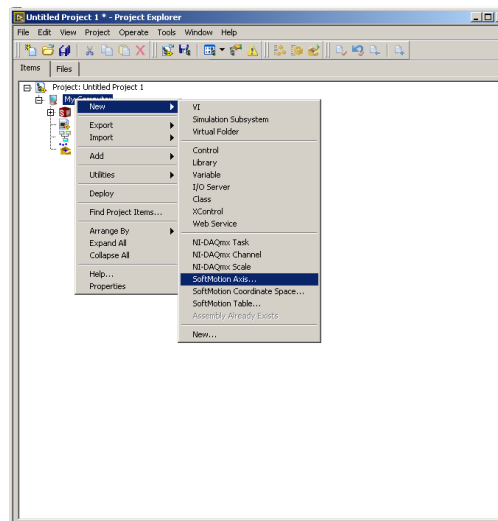 Untitled Project 1 * - Project Explorer
File Edit View Project Operate Tools Window Help
Items Files
Project: Untitled Project 1
New
Export
Import
Add
Utilities
Deploy
Find Project Items...
Arrange By
Expand All
Collapse All
Help...
Properties
VI
Simulation Subsystem
Virtual Folder
Control
Library
Variable
I/O Server
Class
XControl
Web Service
NI-DAQmx Task
NI-DAQmx Channel
NI-DAQmx Scale
SoftMotion Axis...
SoftMotion Coordinate Space...
SoftMotion Table...
Assembly Already Exists
New...